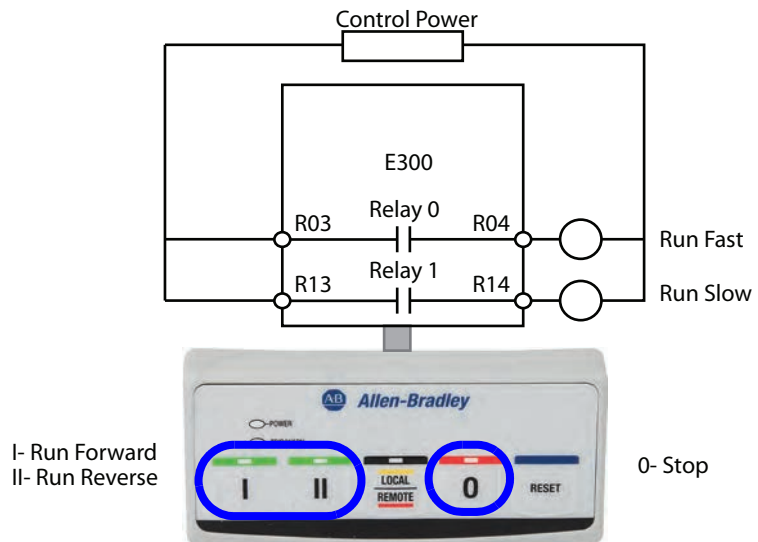 Control Power
E300
Relay 0
R03
R04
Run Fast
Relay 1
R13
R14
Run Slow
AB Allen-Bradley
POWER
I- Run Forward
II- Run Reverse
I
II
LOCAL
REMOTE
0
RESET
0- Stop